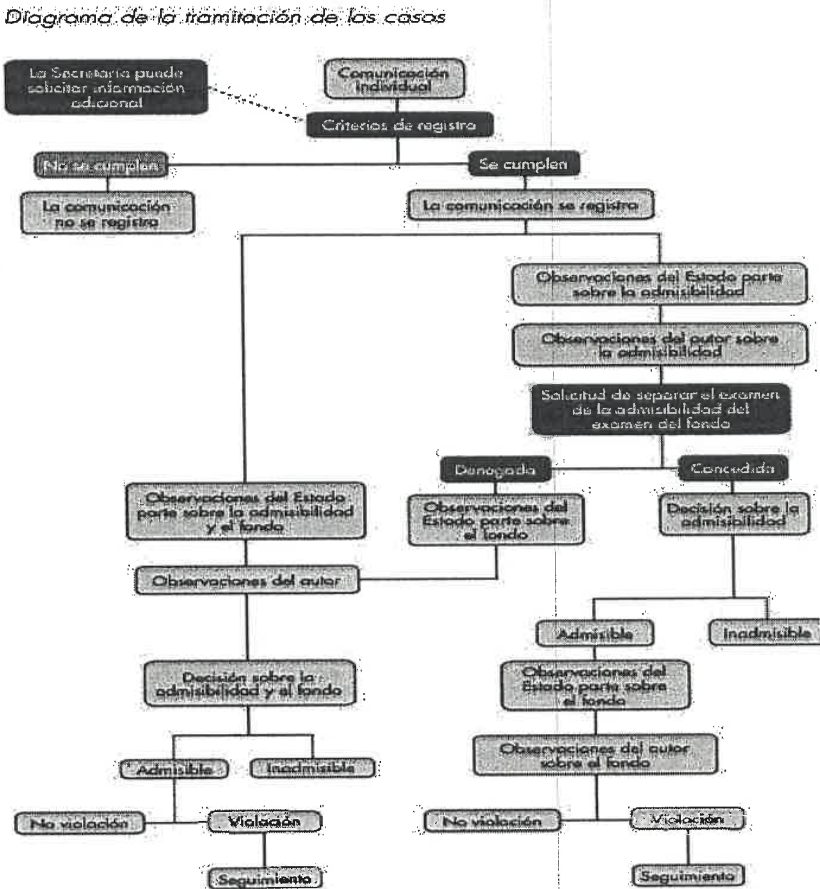 Diagrama de la tramitación de los casos
La Secretaría puede
solicitar información
adicional
Comunicación
individual
Criterios de registro
No se cumplen
Se cumplen
La comunicación
no se registra
La comunicación se registra
Observaciones del Estado parte
sobre la admisibilidad
Observaciones del autor sobre
la admisibilidad
Solicitud de separar el examen
de la admisibilidad del
examen del fondo
Denegada
Concedida
Observaciones del Estado
parte sobre la admisibilidad
y el fondo
Observaciones del
Estado parte sobre
el fondo
Decisión sobre la
admisibilidad
Observaciones del autor
Admisible
Inadmisible
Decisión sobre la
admisibilidad y el fondo
Observaciones del
Estado parte sobre
el fondo
Observaciones del autor
sobre el fondo
Admisible
Inadmisible
No violación
Violación
No violación
Violación
Seguimiento
Seguimiento